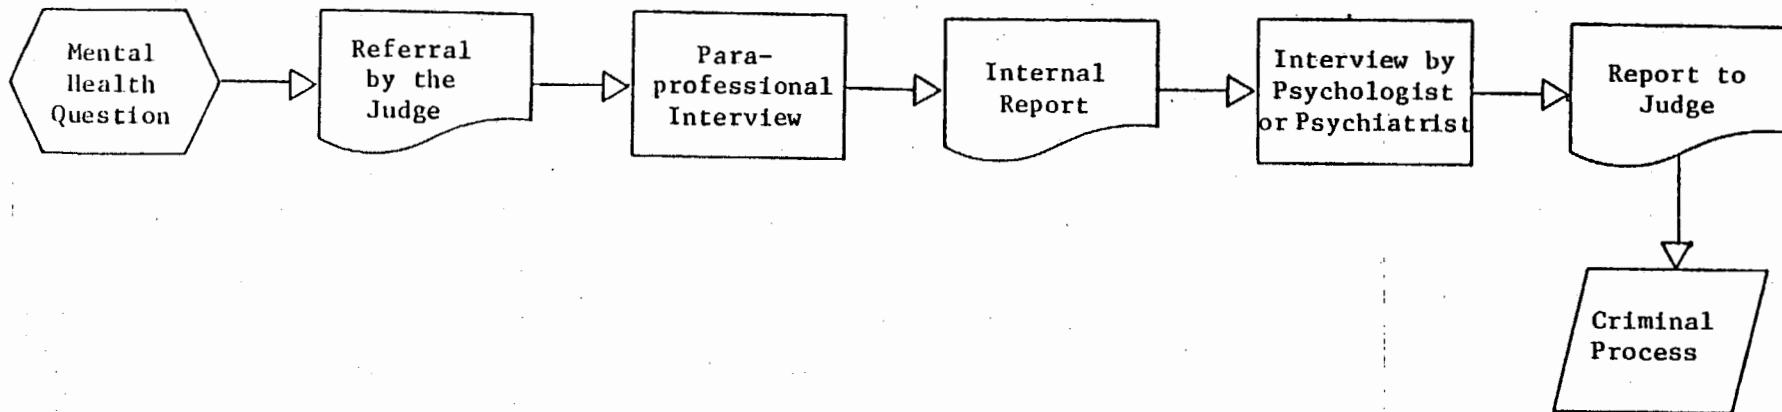 Mental
Health
Question
Referral
by the
Judge
Para-
professional
Interview
Internal
Report
Interview by
Psychologist
or Psychiatrist
Report to
Judge
Criminal
Process